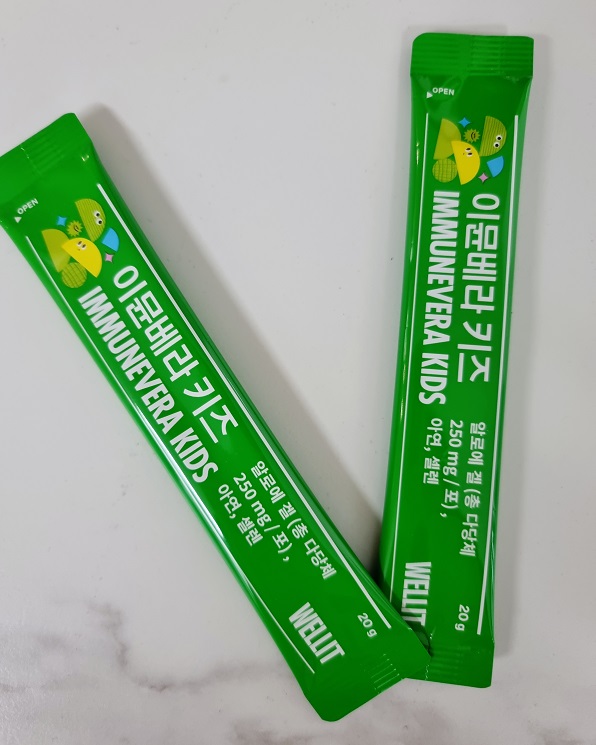 OPEN
이뮨베라 키즈
IMMUNEVERA KIDS
알로에 겔 (총 다당체
250 mg / 포),
아연, 셀렌
WELLIT
20 g
OPEN
이뮨베라 키즈
IMMUNEVERA KIDS
알로에 겔 (총 다당체
250 mg / 포),
아연, 셀렌
WELLIT
20 g